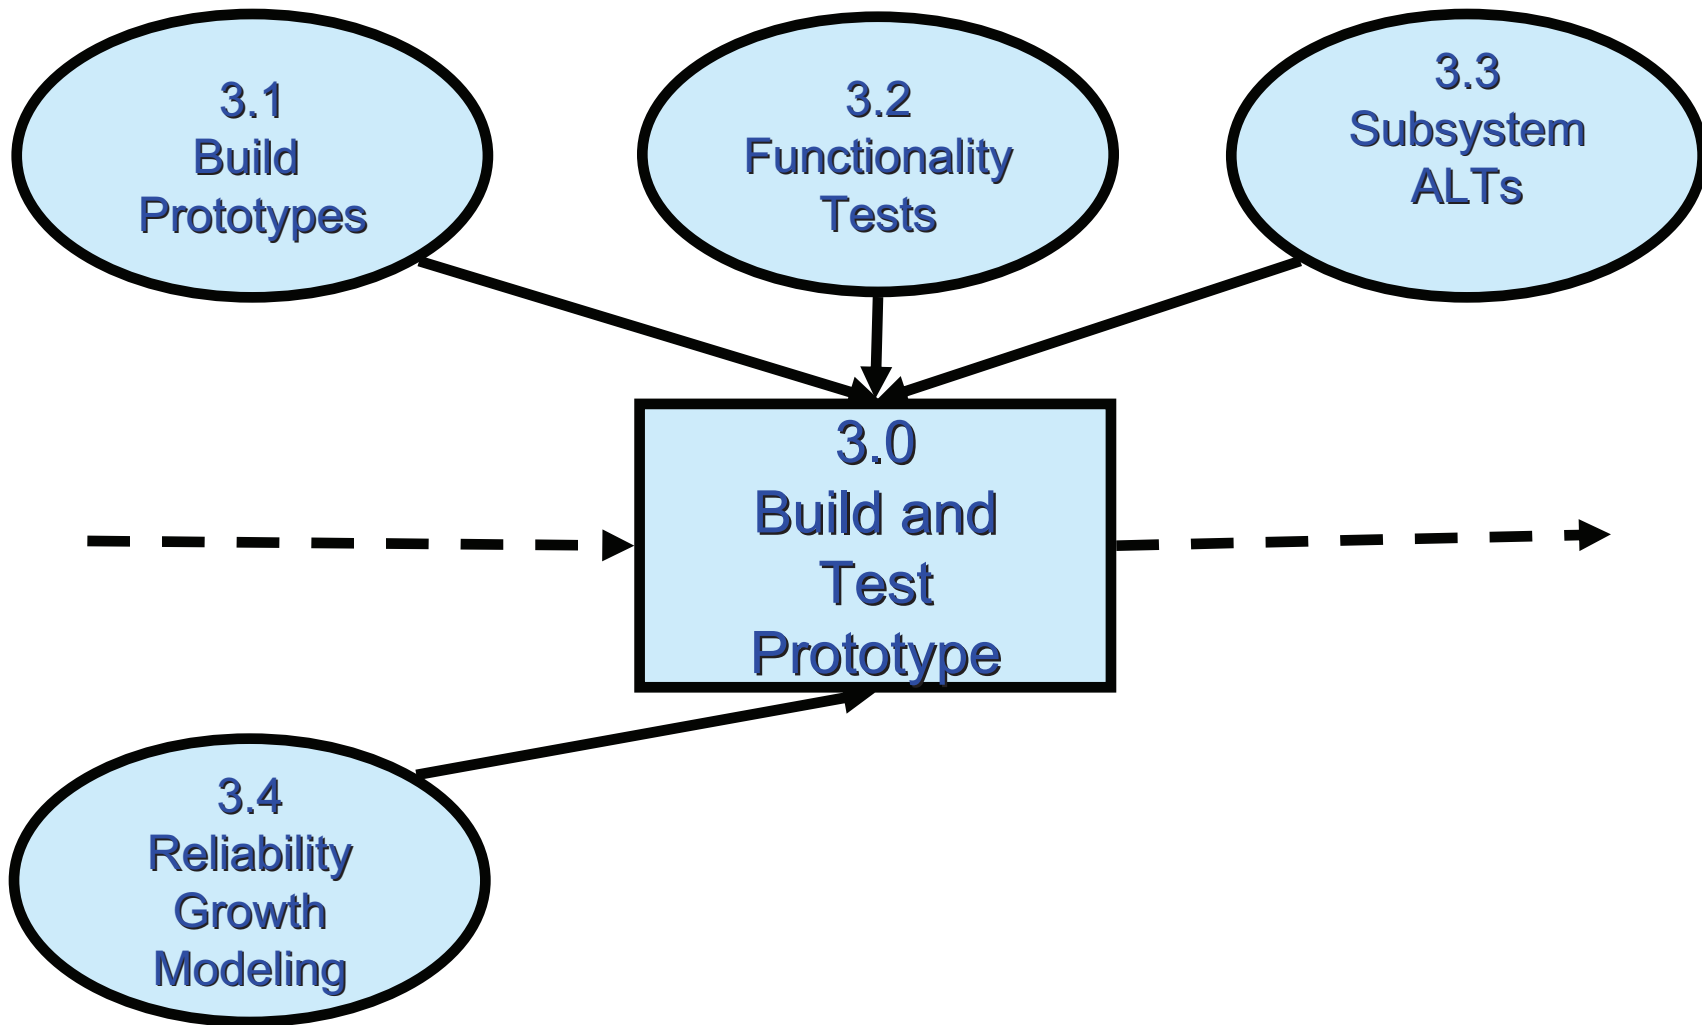 3.1
Build
Prototypes
3.2
Functionality
Tests
3.3
Subsystem
ALTs
3.0
Build and
Test
Prototype
3.4
Reliability
Growth
Modeling